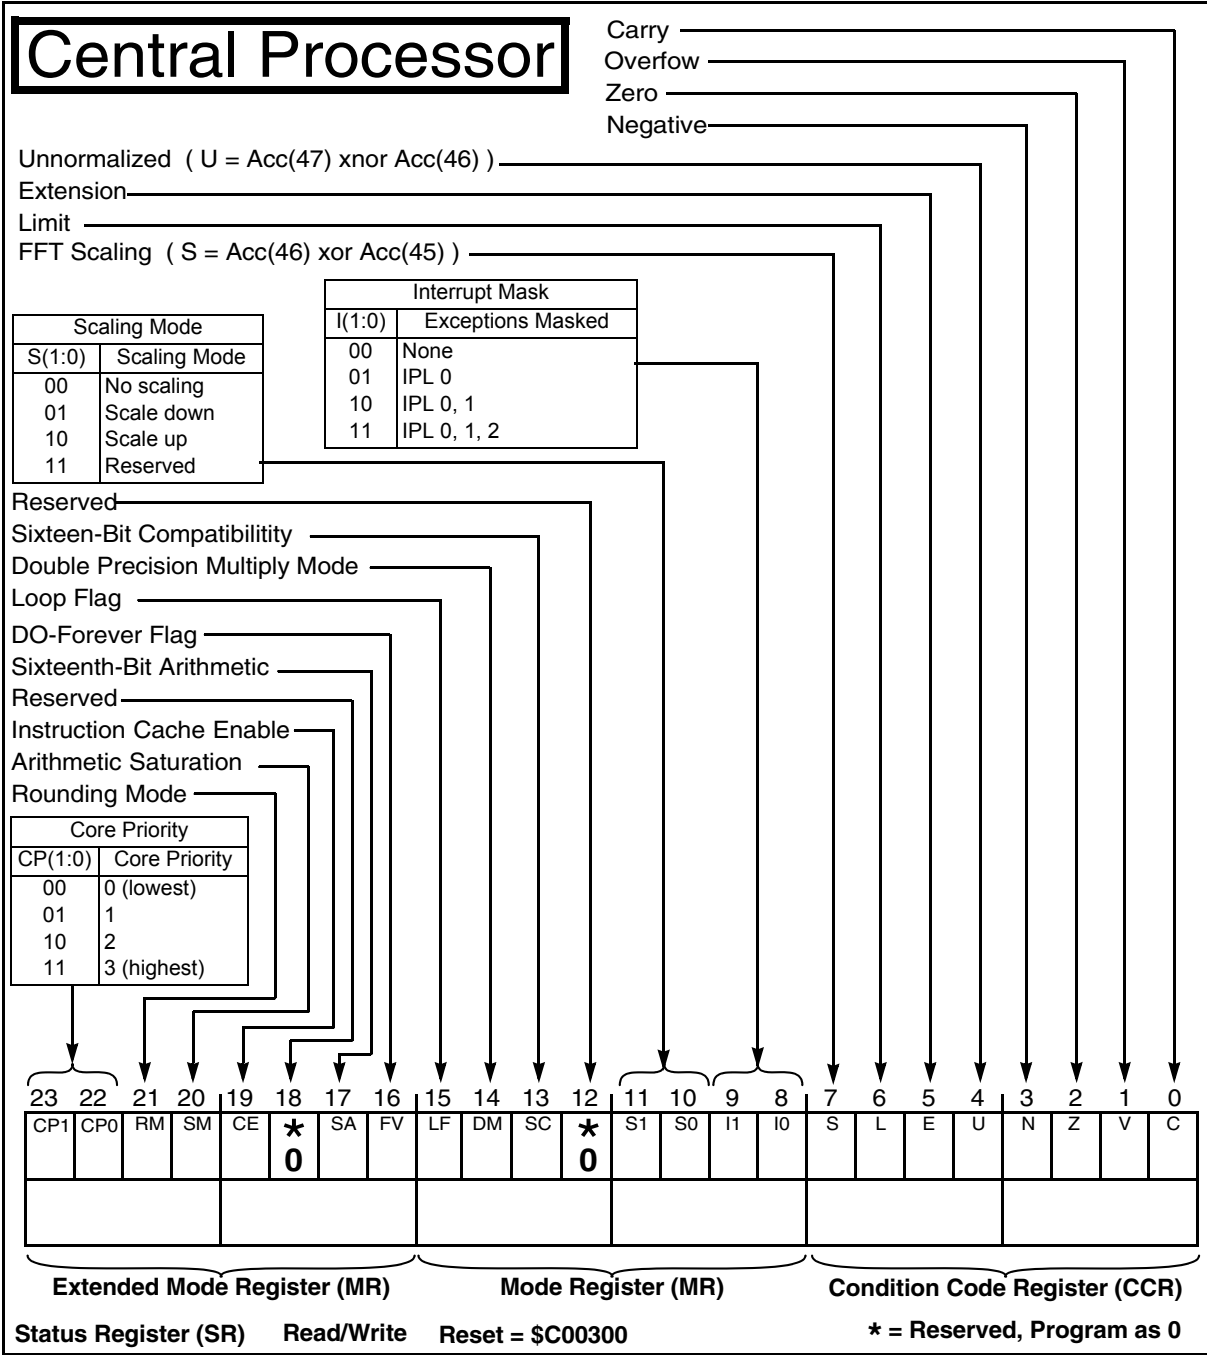 Central Processor
Carry
Overfow
Zero
Negative
Unnormalized ( U = Acc(47) xnor Acc(46) )
Extension
Limit
FFT Scaling ( S = Acc(46) xor Acc(45) )
Interrupt Mask
I(1:0) Exceptions Masked
00 None
01 IPL 0
10 IPL 0, 1
11 IPL 0, 1, 2
Scaling Mode
S(1:0) Scaling Mode
00 No scaling
01 Scale down
10 Scale up
11 Reserved
Reserved
Sixteen-Bit Compatibilitity
Double Precision Multiply Mode
Loop Flag
DO-Forever Flag
Sixteenth-Bit Arithmetic
Reserved
Instruction Cache Enable
Arithmetic Saturation
Rounding Mode
Core Priority
CP(1:0) Core Priority
00 0 (lowest)
01 1
10 2
11 3 (highest)
23 22 21 20 19 18 17 16 15 14 13 12 11 10 9 8 7 6 5 4 3 2 1 0
CP1 CP0 RM SM CE * SA FV LF DM SC * S1 S0 I1 I0 S L E U N Z V C
0 0
Extended Mode Register (MR) Mode Register (MR) Condition Code Register (CCR)
Status Register (SR) Read/Write Reset = $C00300 * = Reserved, Program as 0